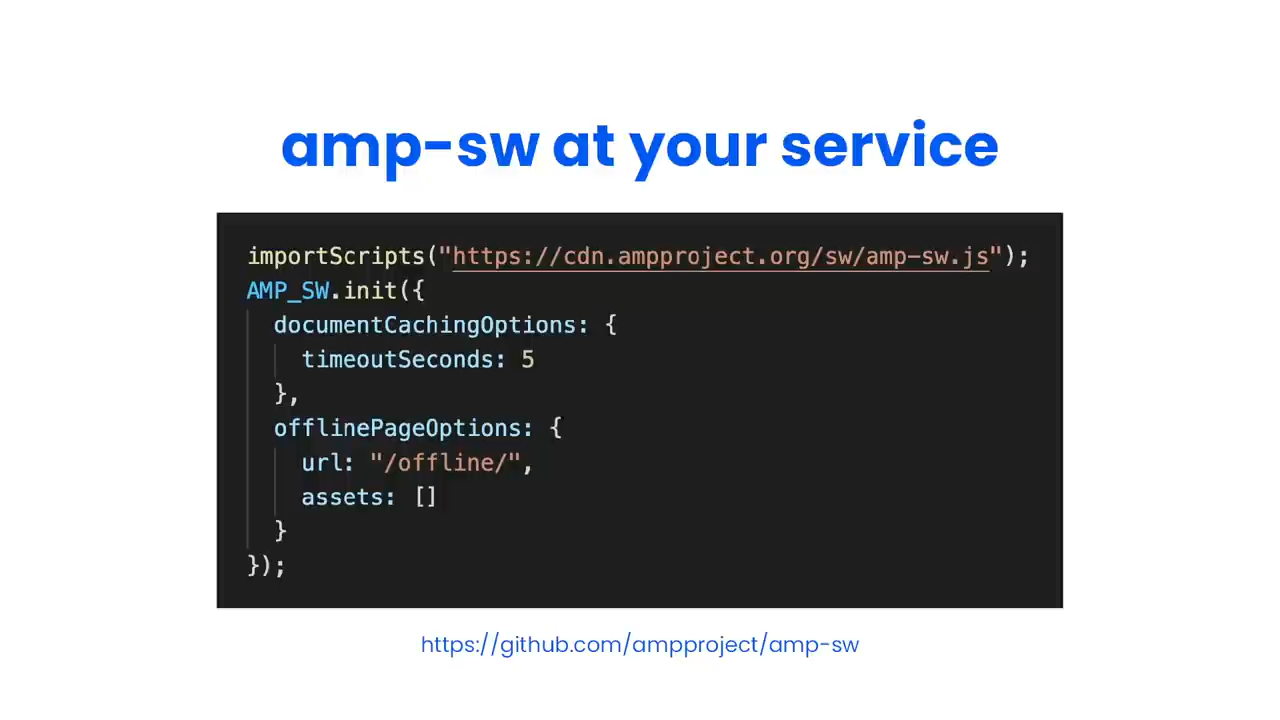 amp-sw at your service
importScripts("https://cdn.ampproject.org/sw/amp-sw.js");
AMP_SW.init({
  documentCachingOptions: {
    timeoutSeconds: 5
  },
  offlinePageOptions: {
    url: "/offline/",
    assets: []
  }
});
https://github.com/ampproject/amp-sw